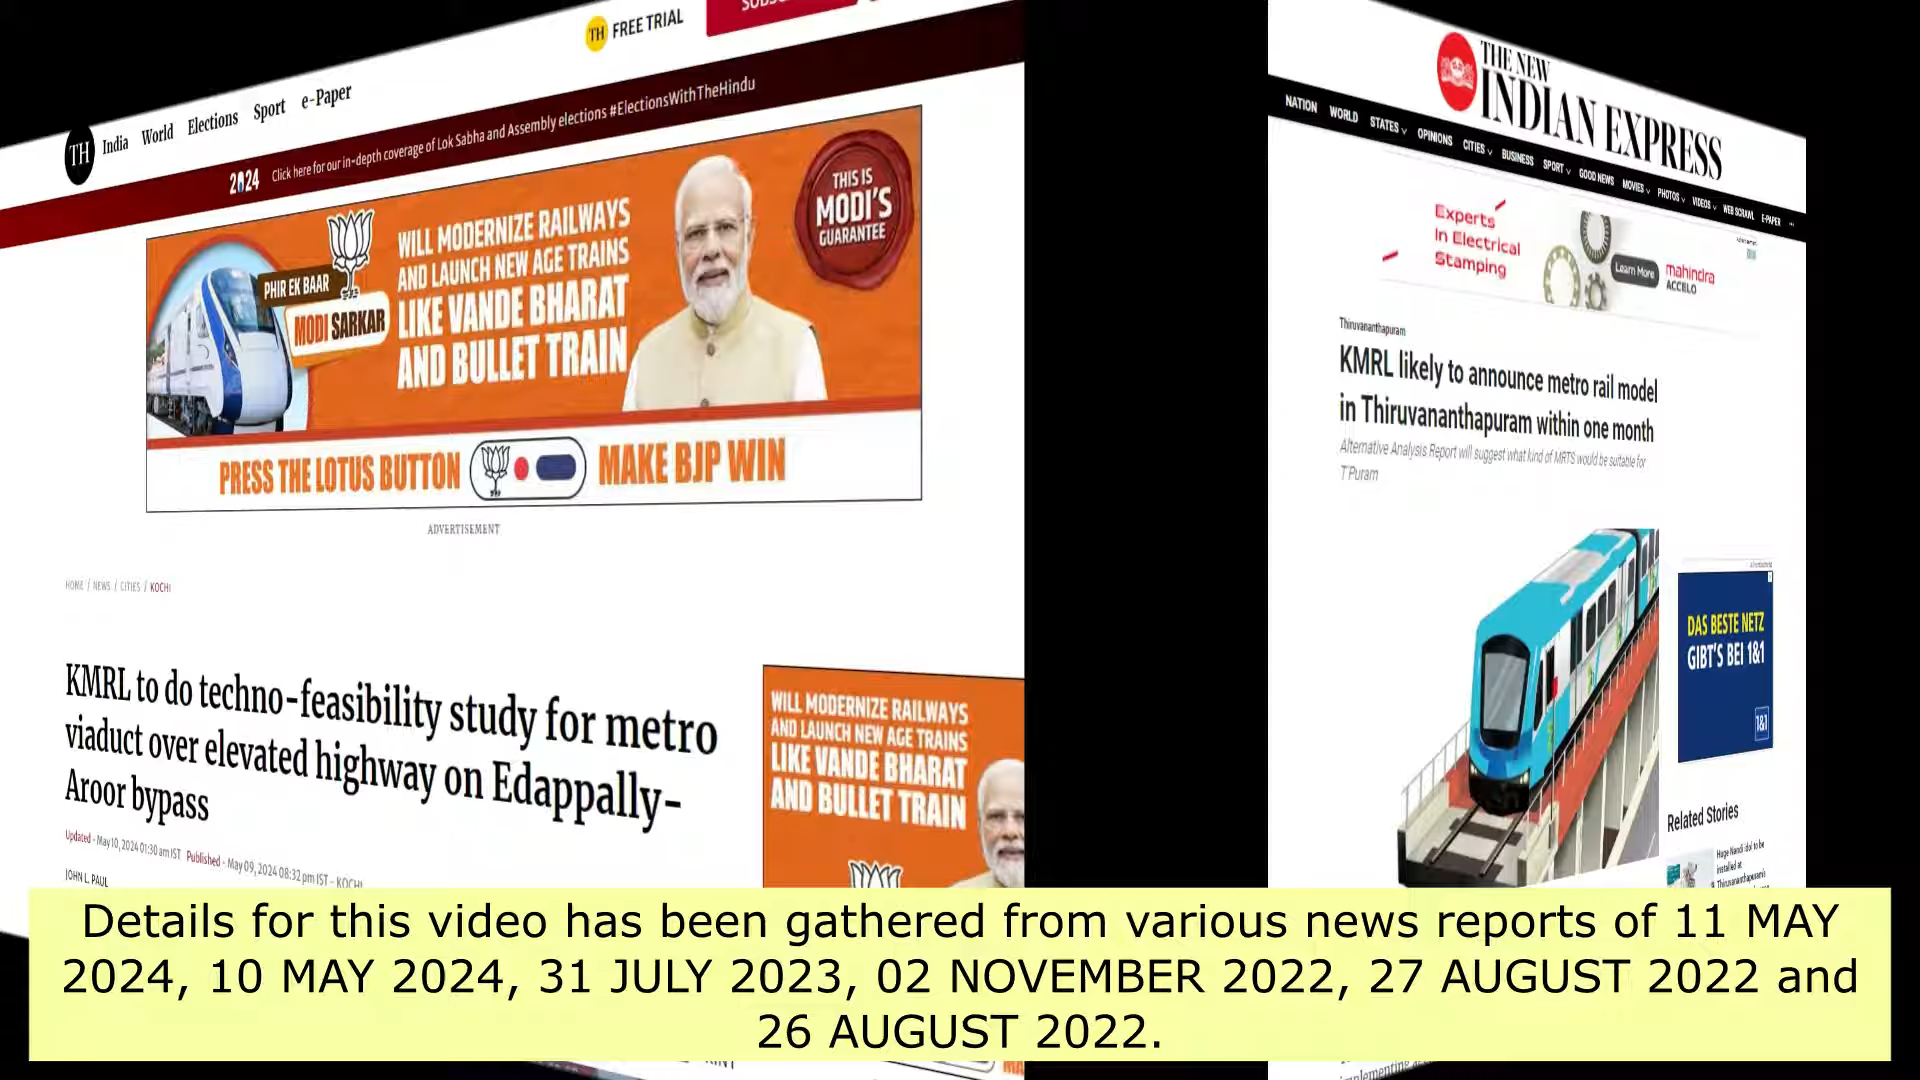 TH FREE TRIAL
TH India World Elections Sport e-Paper
2024 Click here for our in-depth coverage of Lok Sabha and Assembly elections #ElectionsWithTheHindu
PHIR EK BAAR
MODI SARKAR
WILL MODERNIZE RAILWAYS
AND LAUNCH NEW AGE TRAINS
LIKE VANDE BHARAT
AND BULLET TRAIN
THIS IS
MODI'S
GUARANTEE
PRESS THE LOTUS BUTTON MAKE BJP WIN
ADVERTISEMENT
HOME / NEWS / CITIES / KOCHI
KMRL to do techno-feasibility study for metro
viaduct over elevated highway on Edappally-
Aroor bypass
Updated - May 10, 2024 01:30 am IST Published - May 09, 2024 08:32 pm IST - KOCHI
JOHN L. PAUL
WILL MODERNIZE RAILWAYS
AND LAUNCH NEW AGE TRAINS
LIKE VANDE BHARAT
AND BULLET TRAIN
THE NEW
INDIAN EXPRESS
NATION WORLD STATES OPINIONS CITIES BUSINESS SPORT GOOD NEWS MOVIES PHOTOS VIDEOS WEB SCRAWL E-PAPER
Experts
In Electrical
Stamping
Learn More
mahindra
ACCELO
Thiruvananthapuram
KMRL likely to announce metro rail model
in Thiruvananthapuram within one month
Alternative Analysis Report will suggest what kind of MRTS would be suitable for
T'Puram
DAS BESTE NETZ
GIBT'S BEI 1&1
1&1
Related Stories
Huge Nandi idol to be
installed at
Thiruvananthapuram's
Details for this video has been gathered from various news reports of 11 MAY
2024, 10 MAY 2024, 31 JULY 2023, 02 NOVEMBER 2022, 27 AUGUST 2022 and
26 AUGUST 2022.